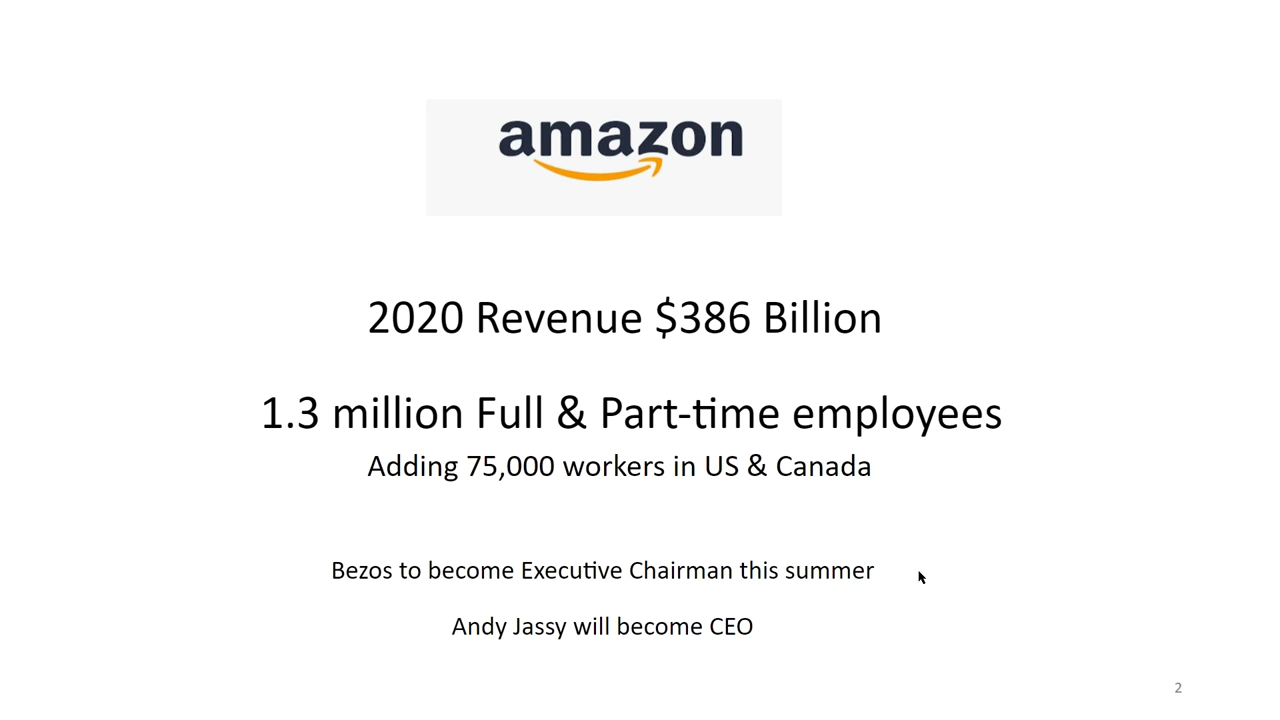 amazon
2020 Revenue $386 Billion
1.3 million Full & Part-time employees
Adding 75,000 workers in US & Canada
Bezos to become Executive Chairman this summer
Andy Jassy will become CEO
2